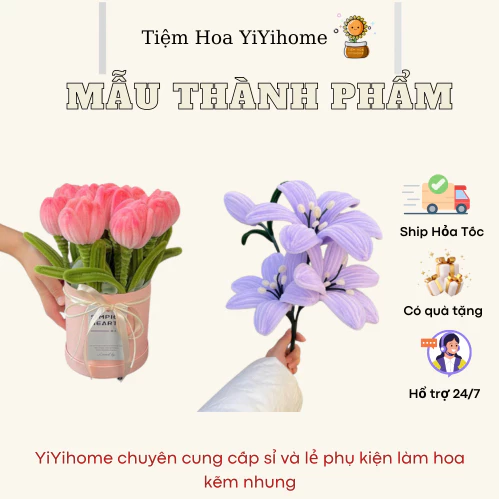 Tiệm Hoa YiYihome
MẪU THÀNH PHẨM
Ship Hỏa Tốc
Có quà tặng
Hổ trợ 24/7
YiYihome chuyên cung cấp sỉ và lẻ phụ kiện làm hoa
kẽm nhung